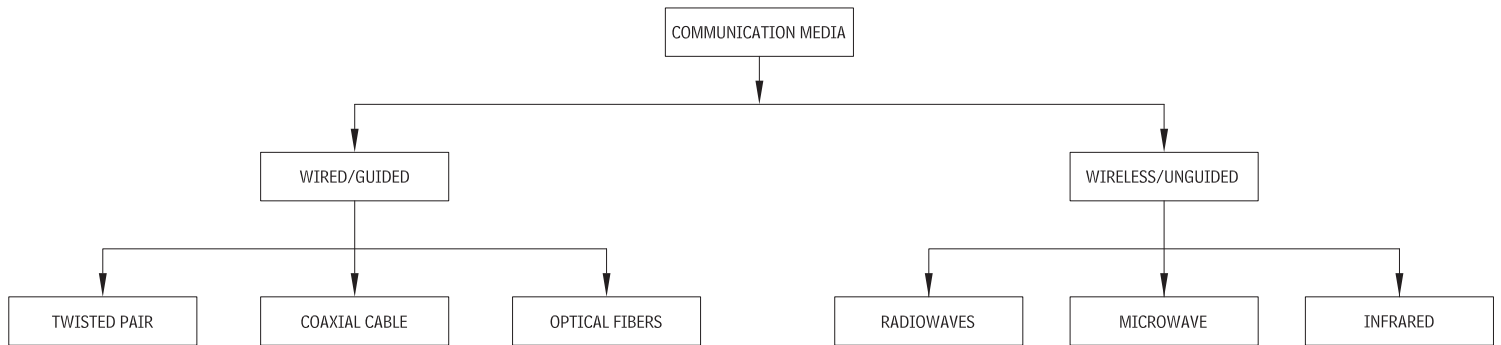 COMMUNICATION MEDIA
WIRED/GUIDED
WIRELESS/UNGUIDED
TWISTED PAIR
COAXIAL CABLE
OPTICAL FIBERS
RADIOWAVES
MICROWAVE
INFRARED